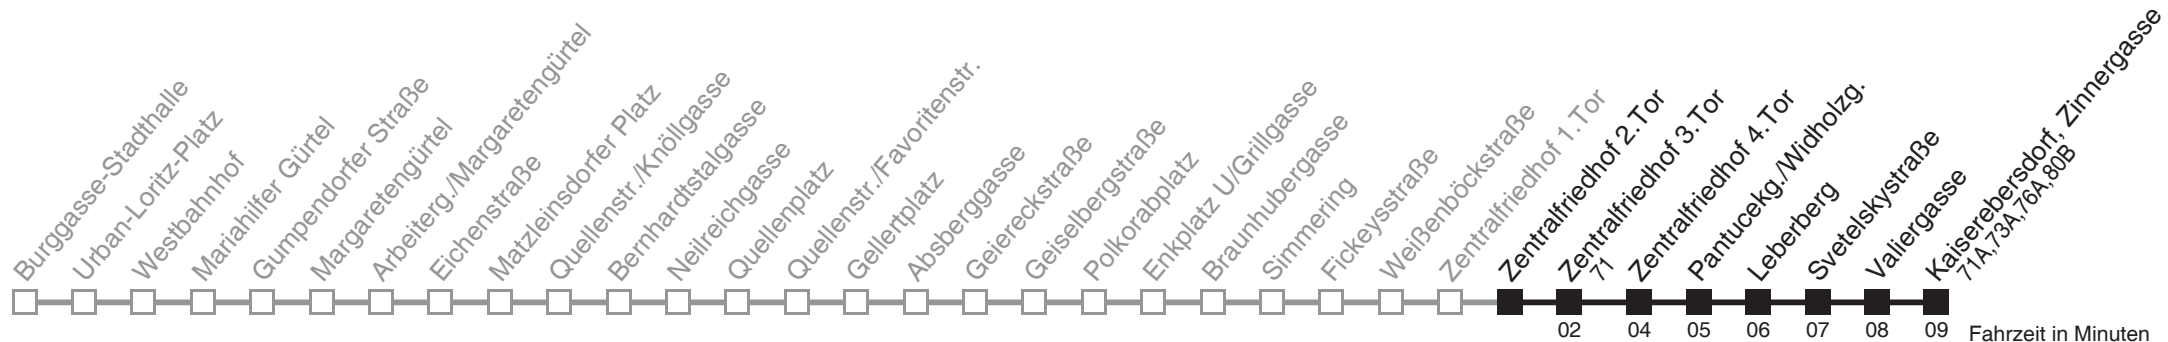 Burggasse-Stadthalle
Urban-Loritz-Platz
Westbahnhof
Mariahilfer Gürtel
Gumpendorfer Straße
Margaretengürtel
Arbeiterg./Margaretengürtel
Eichenstraße
Matzleinsdorfer Platz
Quellenstr./Knöllgasse
Bernhardtstalgasse
Neilreichgasse
Quellenplatz
Quellenstr./Favoritenstr.
Gellertplatz
Absberggasse
Geiereckstraße
Geiselbergstraße
Polkorabplatz
Enkplatz U/Grillgasse
Braunhubergasse
Simmering
Fickeysstraße
Weißenböckstraße
Zentralfriedhof 1.Tor
Zentralfriedhof 2.Tor
Zentralfriedhof 3.Tor
71
Zentralfriedhof 4.Tor
Pantucekg./Widholzg.
Leberberg
Svetelskystraße
Valiergasse
Kaiserebersdorf, Zinnergasse
71A,73A,76A,80B
02 04 05 06 07 08 09 Fahrzeit in Minuten